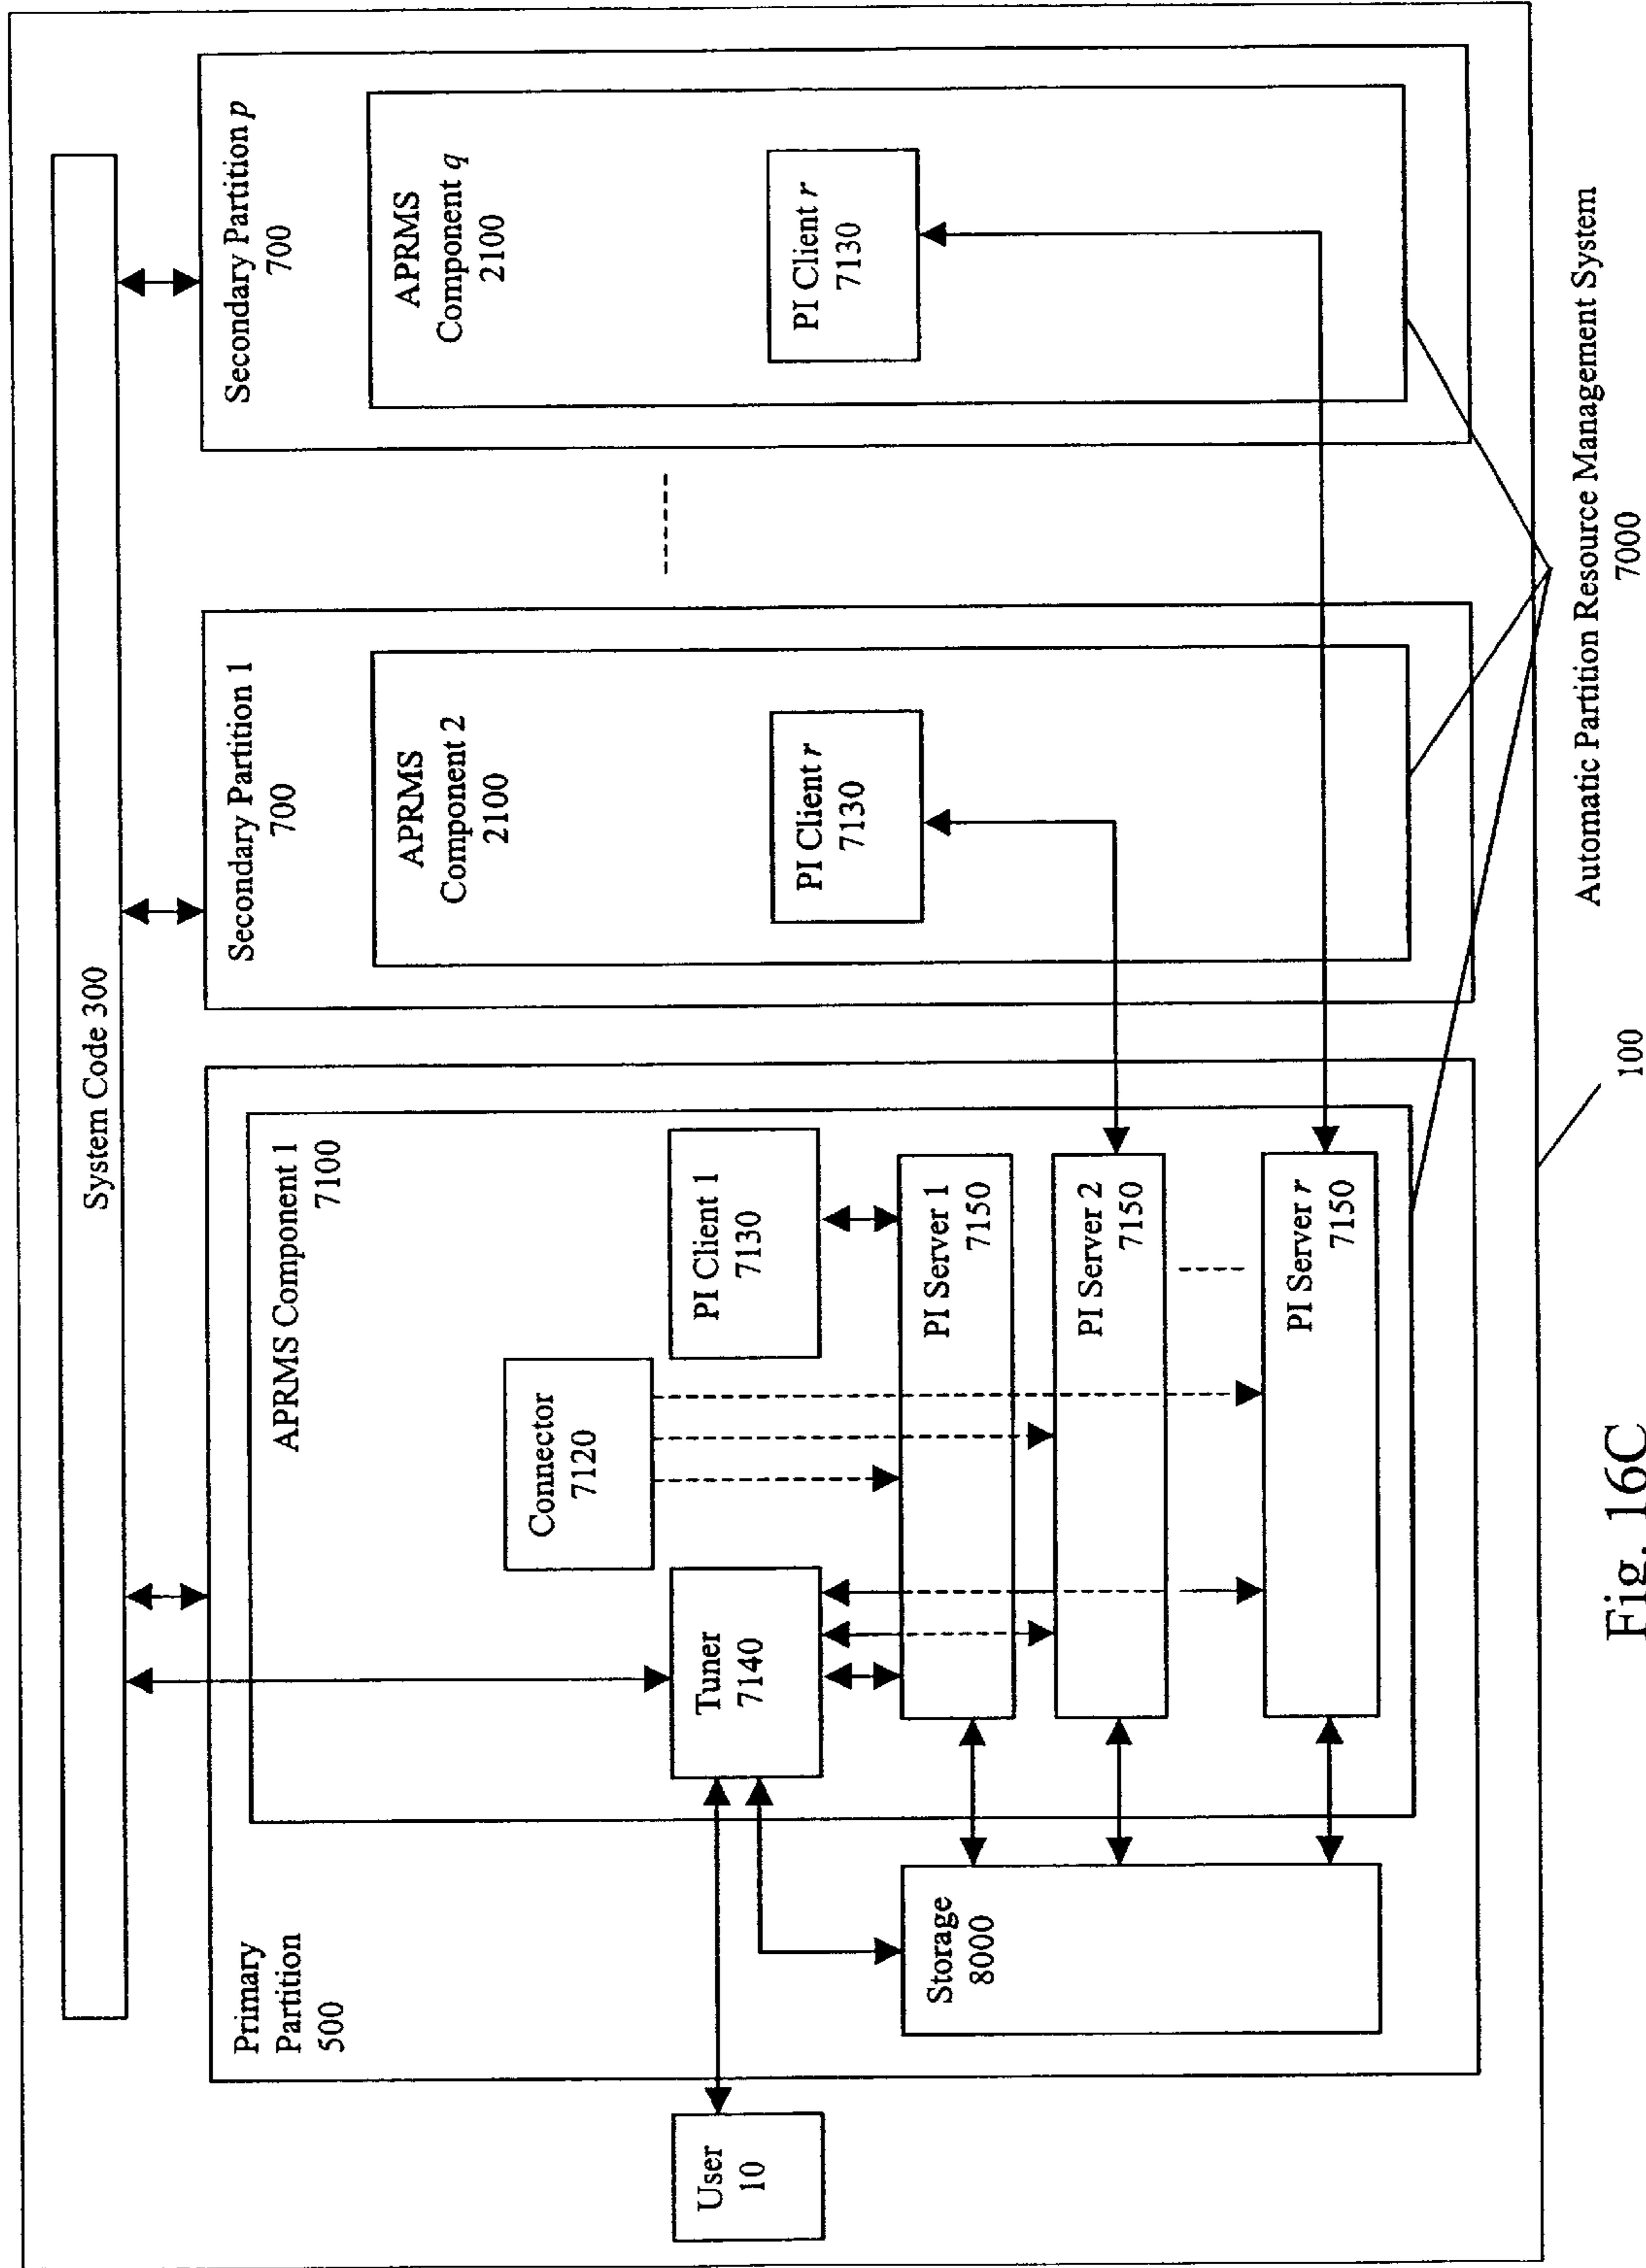 System Code 300
Primary
Partition
500
APRMS Component 1
7100
Connector
7120
Tuner
7140
PI Client 1
7130
User
10
Storage
8000
PI Server 1
7150
PI Server 2
7150
PI Server r
7150
Secondary Partition 1
700
APRMS
Component 2
2100
PI Client r
7130
Secondary Partition p
700
APRMS
Component q
2100
PI Client r
7130
100
Automatic Partition Resource Management System
7000
Fig. 16C